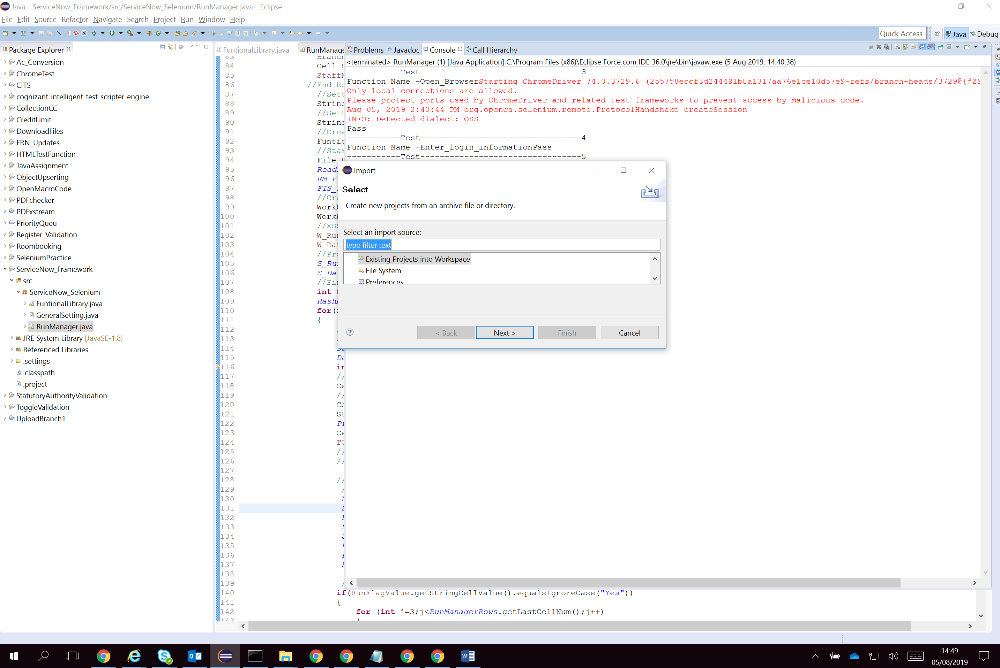 Java - ServiceNow_Framework/src/ServiceNow_Selenium/RunManager.java - Eclipse
File Edit Source Refactor Navigate Search Project Run Window Help
Quick Access
Java
Debug
Package Explorer
Ac_Conversion
ChromeTest
CITS
cognizant-intelligent-test-scripter-engine
CollectionCC
CreditLimit
DownloadFiles
FRN_Updates
HTMLTestFunction
JavaAssignment
ObjectUpserting
OpenMacroCode
PDFchecker
PDFxstream
PriorityQueu
Register_Validation
Roombooking
SeleniumPractice
ServiceNow_Framework
src
ServiceNow_Selenium
FuntionalLibrary.java
GeneralSetting.java
RunManager.java
JRE System Library [JavaSE-1.8]
Referenced Libraries
.settings
.classpath
.project
StatutoryAuthorityValidation
ToggleValidation
UploadBranch1
FuntionalLibrary.java RunManage
83 Branch
84 Cell S
85
86 //End Re
87 //Sett
88 String
89 //Sett
90 String
91 //Crea
92 Funtio
93 //Star
94 File
95 Read
96 RM_F
97 FIS_
98 //Cre
99 Workb
100 Workb
101 //XSS
102 W_Run
103 W_Dat
104 //Pro
105 S_Run
106 S_Da
107 //Fin
108 int
109 Hash
110 for(
111 {
112
113
114 Da
115 Da
116 in
117 //
118 Ce
119 //
120 Ce
121 St
122 Pr
123 Ce
124 TC
125 //
126 //
127
128 //
129
130
131
132
133
134
135
136
137
138
139
140 if(RunFlagValue.getStringCellValue().equalsIgnoreCase("Yes"))
141 {
142 for (int j=3;j<RunManagerRows.getLastCellNum();j++)
143 {
Problems Javadoc Console Call Hierarchy
<terminated> RunManager (1) [Java Application] C:\Program Files (x86)\Eclipse Force.com IDE 36.0\jre\bin\javaw.exe (5 Aug 2019, 14:40:38)
-----------Test---------------------------------3
Function Name -Open_BrowserStarting ChromeDriver 74.0.3729.6 (255758eccf3d244491b8a1317aa76e1ce10d57e9-refs/branch-heads/3729@{#29
Only local connections are allowed.
Please protect ports used by ChromeDriver and related test frameworks to prevent access by malicious code.
Aug 05, 2019 2:40:44 PM org.openqa.selenium.remote.ProtocolHandshake createSession
INFO: Detected dialect: OSS
Pass
-----------Test---------------------------------4
Function Name -Enter_login_informationPass
-----------Test---------------------------------5
Import
Select
Create new projects from an archive file or directory.
Select an import source:
type filter text
Existing Projects into Workspace
File System
Preferences
< Back Next > Finish Cancel
14:49
05/08/2019